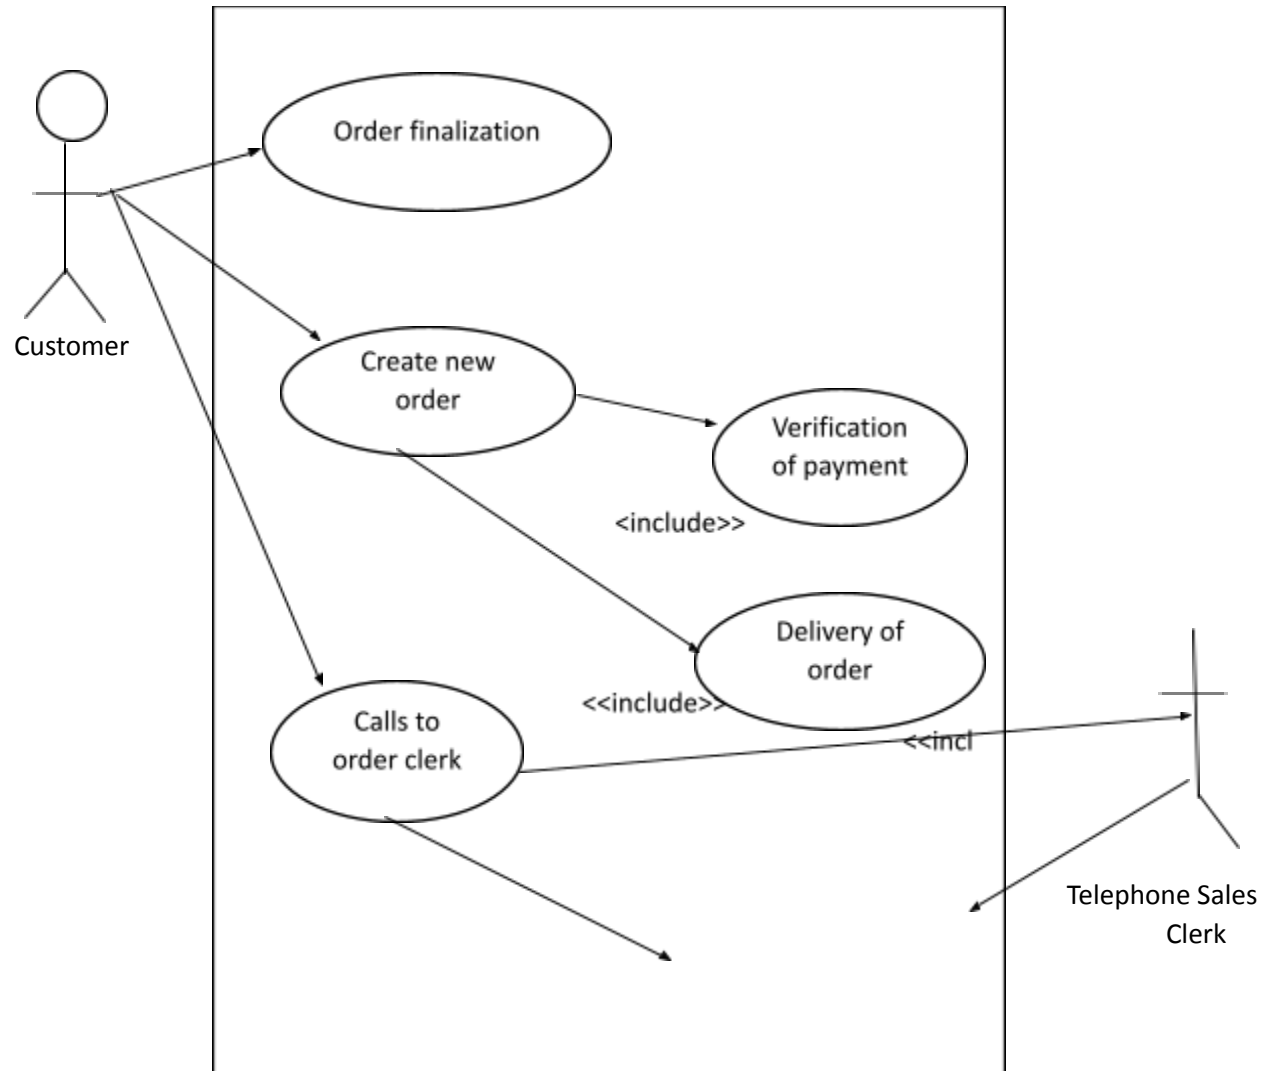 Order finalization
Customer
Create new
order
Verification
of payment
<include>>
Delivery of
order
<<include>>
Calls to
order clerk
<<incl
Telephone Sales
Clerk